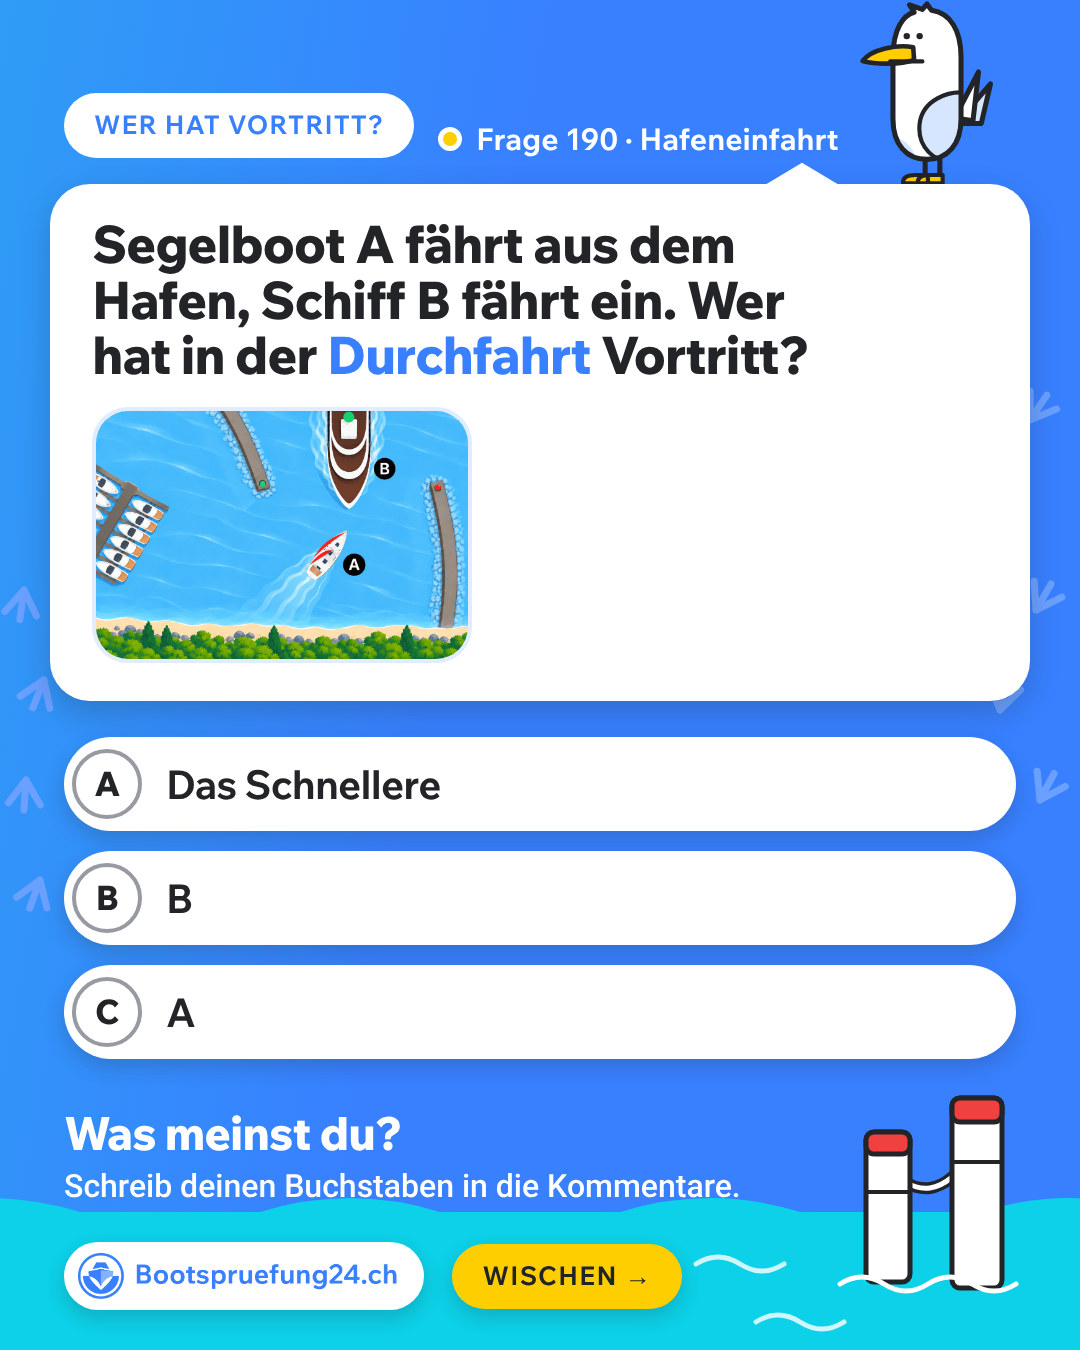 WER HAT VORTRITT?
Frage 190 · Hafeneinfahrt
Segelboot A fährt aus dem
Hafen, Schiff B fährt ein. Wer
hat in der Durchfahrt Vortritt?
B
A
A Das Schnellere
B B
C A
Was meinst du?
Schreib deinen Buchstaben in die Kommentare.
Bootspruefung24.ch
WISCHEN →